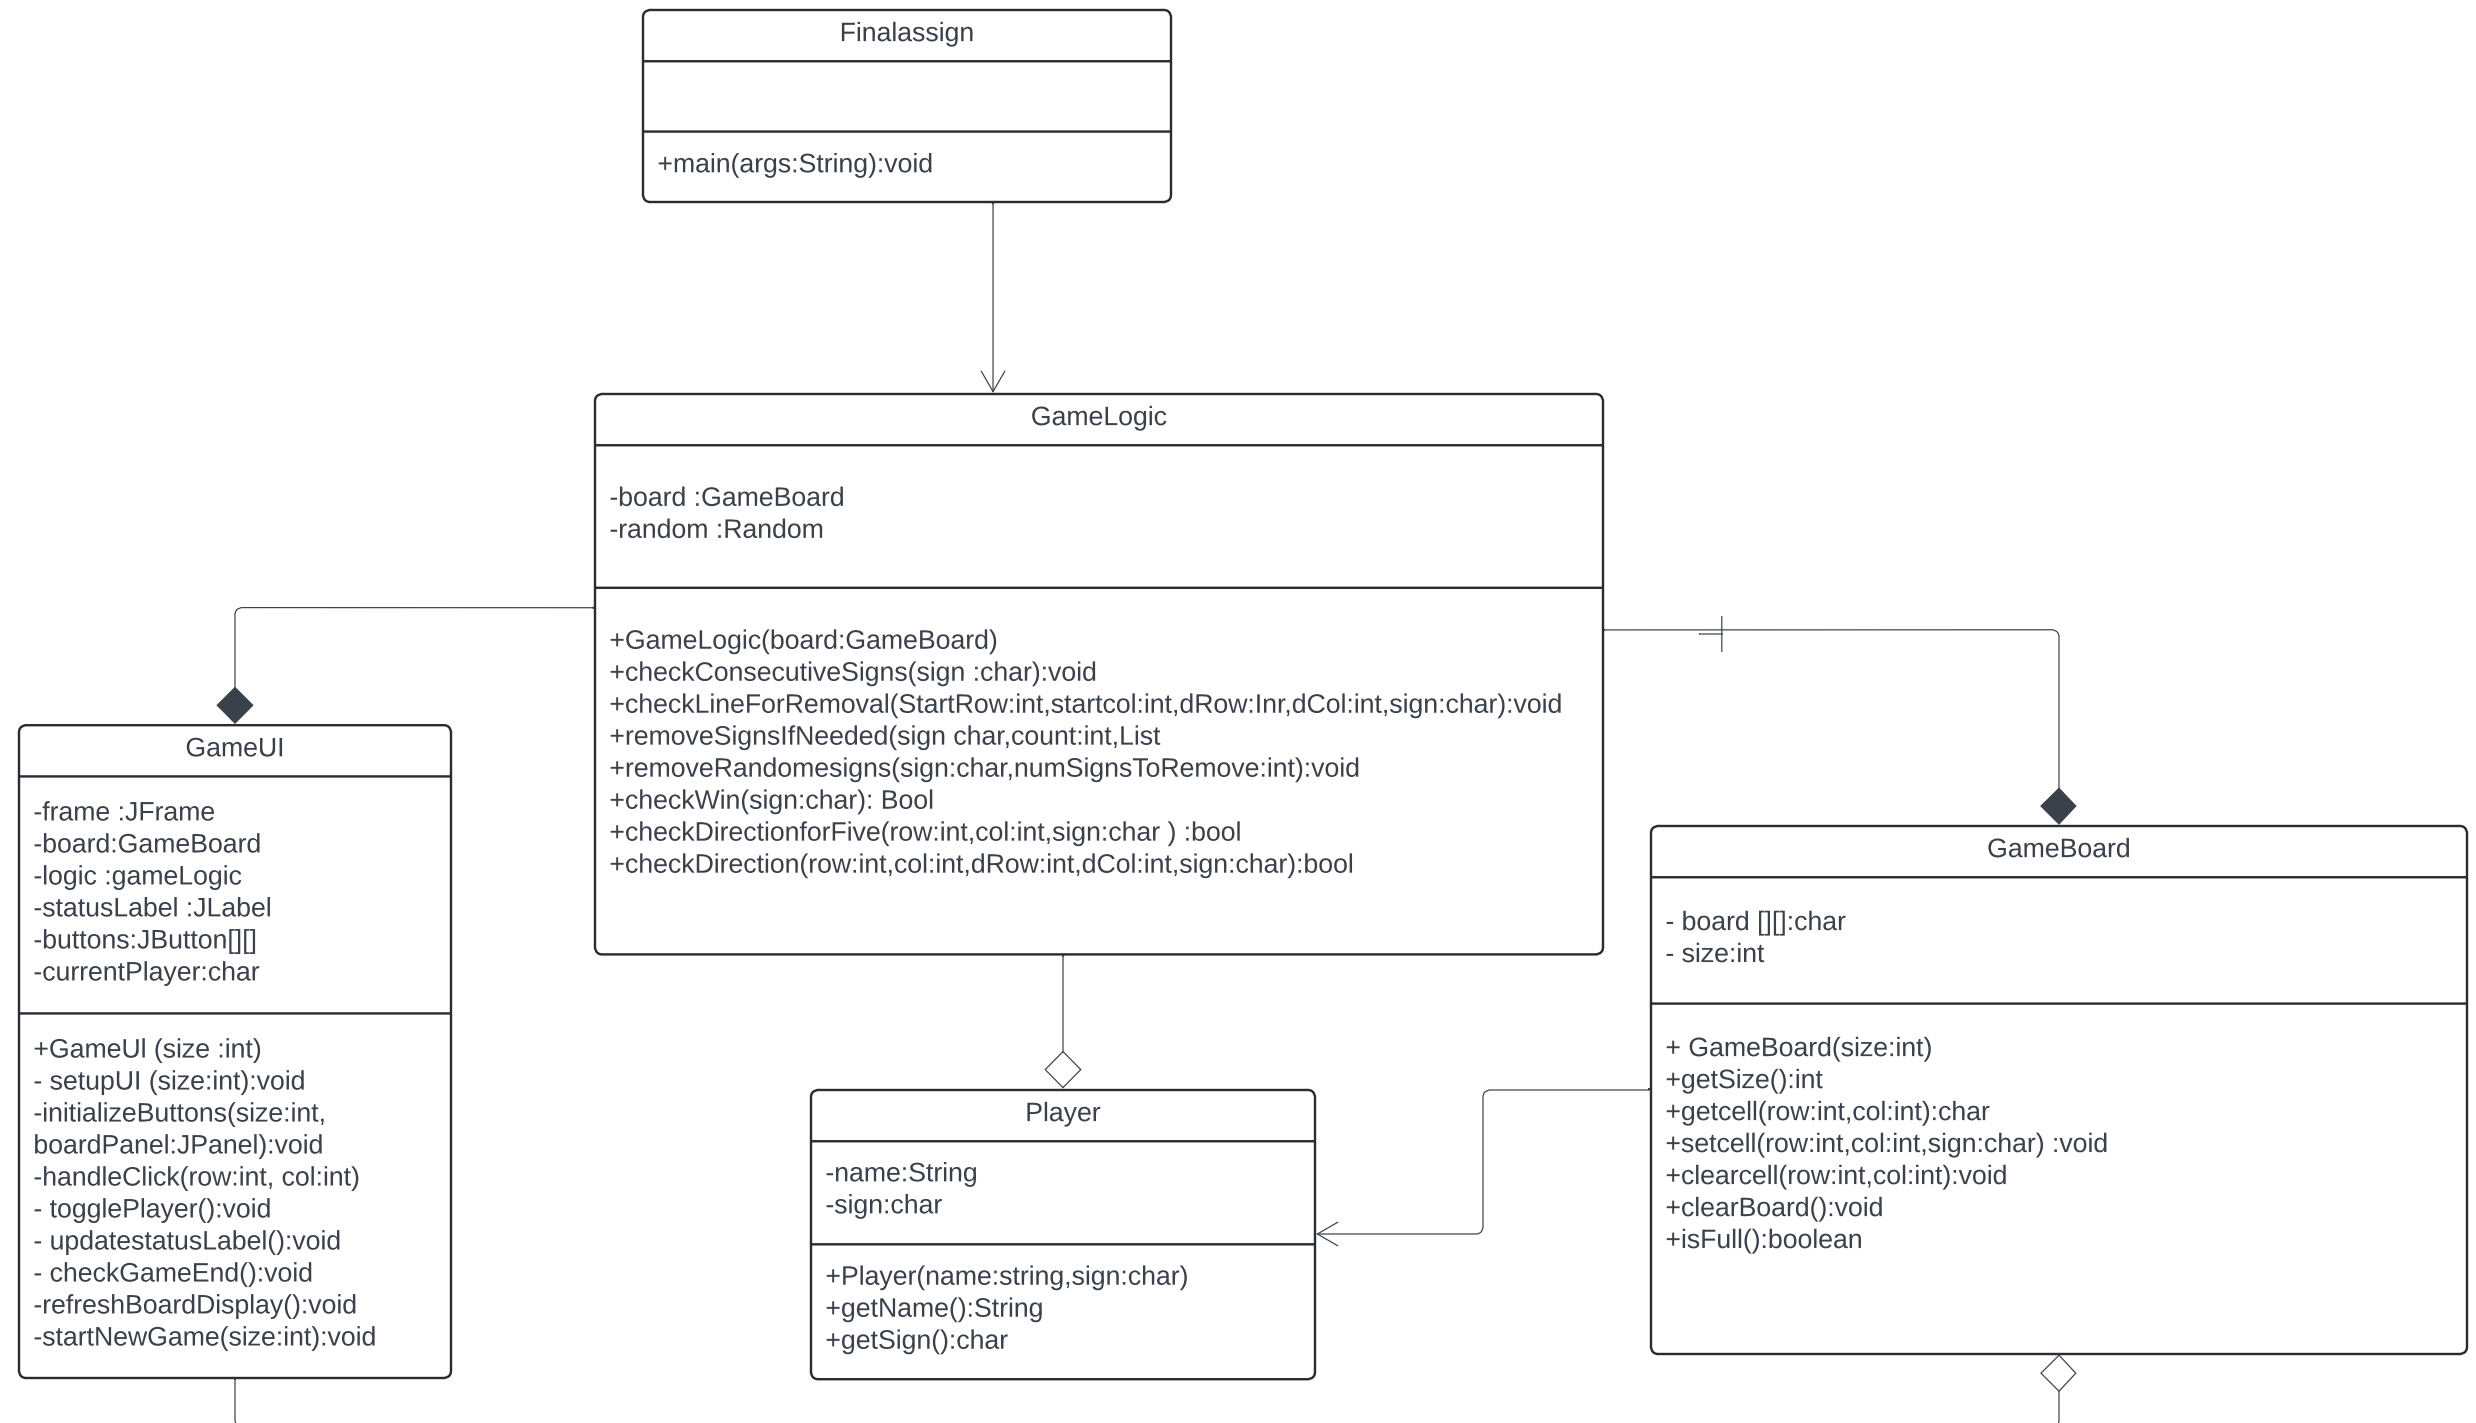 Finalassign
+main(args:String):void
GameLogic
-board :GameBoard
-random :Random
+GameLogic(board:GameBoard)
+checkConsecutiveSigns(sign :char):void
+checkLineForRemoval(StartRow:int,startcol:int,dRow:Inr,dCol:int,sign:char):void
+removeSignsIfNeeded(sign char,count:int,List
+removeRandomesigns(sign:char,numSignsToRemove:int):void
+checkWin(sign:char): Bool
+checkDirectionforFive(row:int,col:int,sign:char ) :bool
+checkDirection(row:int,col:int,dRow:int,dCol:int,sign:char):bool
GameUI
-frame :JFrame
-board:GameBoard
-logic :gameLogic
-statusLabel :JLabel
-buttons:JButton[][]
-currentPlayer:char
+GameUI (size :int)
- setupUI (size:int):void
-initializeButtons(size:int,
boardPanel:JPanel):void
-handleClick(row:int, col:int)
- togglePlayer():void
- updatestatusLabel():void
- checkGameEnd():void
-refreshBoardDisplay():void
-startNewGame(size:int):void
Player
-name:String
-sign:char
+Player(name:string,sign:char)
+getName():String
+getSign():char
GameBoard
- board [][]:char
- size:int
+ GameBoard(size:int)
+getSize():int
+getcell(row:int,col:int):char
+setcell(row:int,col:int,sign:char) :void
+clearcell(row:int,col:int):void
+clearBoard():void
+isFull():boolean